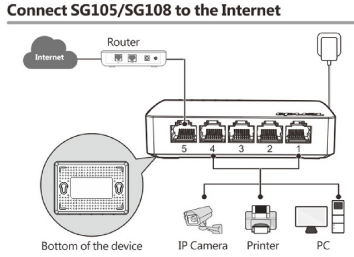 Connect SG105/SG108 to the Internet
Router
Internet
5 4 3 2 1
Bottom of the device
IP Camera
Printer
PC